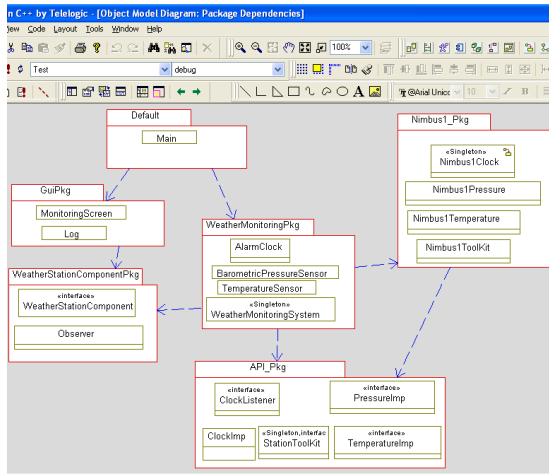 n C++ by Telelogic - [Object Model Diagram: Package Dependencies]
View Code Layout Tools Window Help
100%
Test debug
@Arial Unicc 10 B I
Default
Main
Nimbus1_Pkg
«Singleton»
Nimbus1Clock
Nimbus1Pressure
Nimbus1Temperature
Nimbus1ToolKit
GuiPkg
MonitoringScreen
Log
WeatherMonitoringPkg
AlarmClock
BarometricPressureSensor
TemperatureSensor
«Singleton»
WeatherMonitoringSystem
WeatherStationComponentPkg
«interface»
WeatherStationComponent
Observer
API_Pkg
«interface»
ClockListener
«interface»
PressureImp
ClockImp
«Singleton,interfac
StationToolKit
«interface»
TemperatureImp